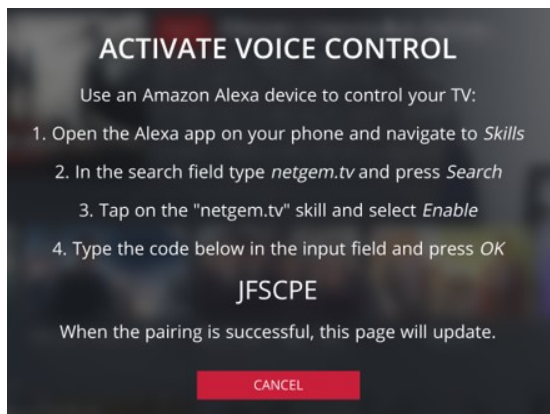 ACTIVATE VOICE CONTROL
Use an Amazon Alexa device to control your TV:
1. Open the Alexa app on your phone and navigate to Skills
2. In the search field type netgem.tv and press Search
3. Tap on the "netgem.tv" skill and select Enable
4. Type the code below in the input field and press OK
JFSCPE
When the pairing is successful, this page will update.
CANCEL